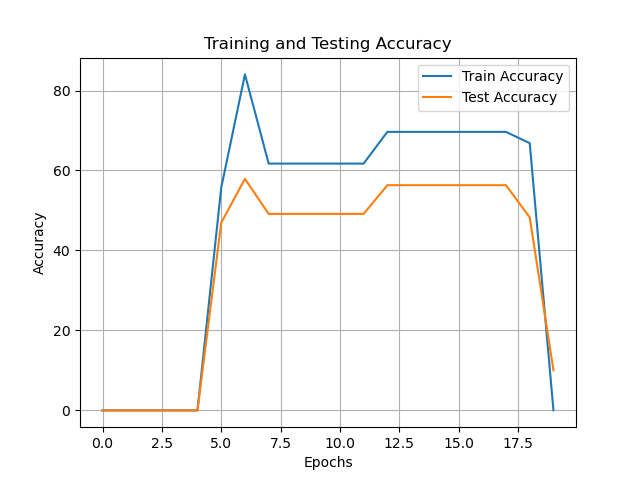 Training and Testing Accuracy
Train Accuracy
Test Accuracy
80
60
40
20
0
Accuracy
0.0 2.5 5.0 7.5 10.0 12.5 15.0 17.5
Epochs